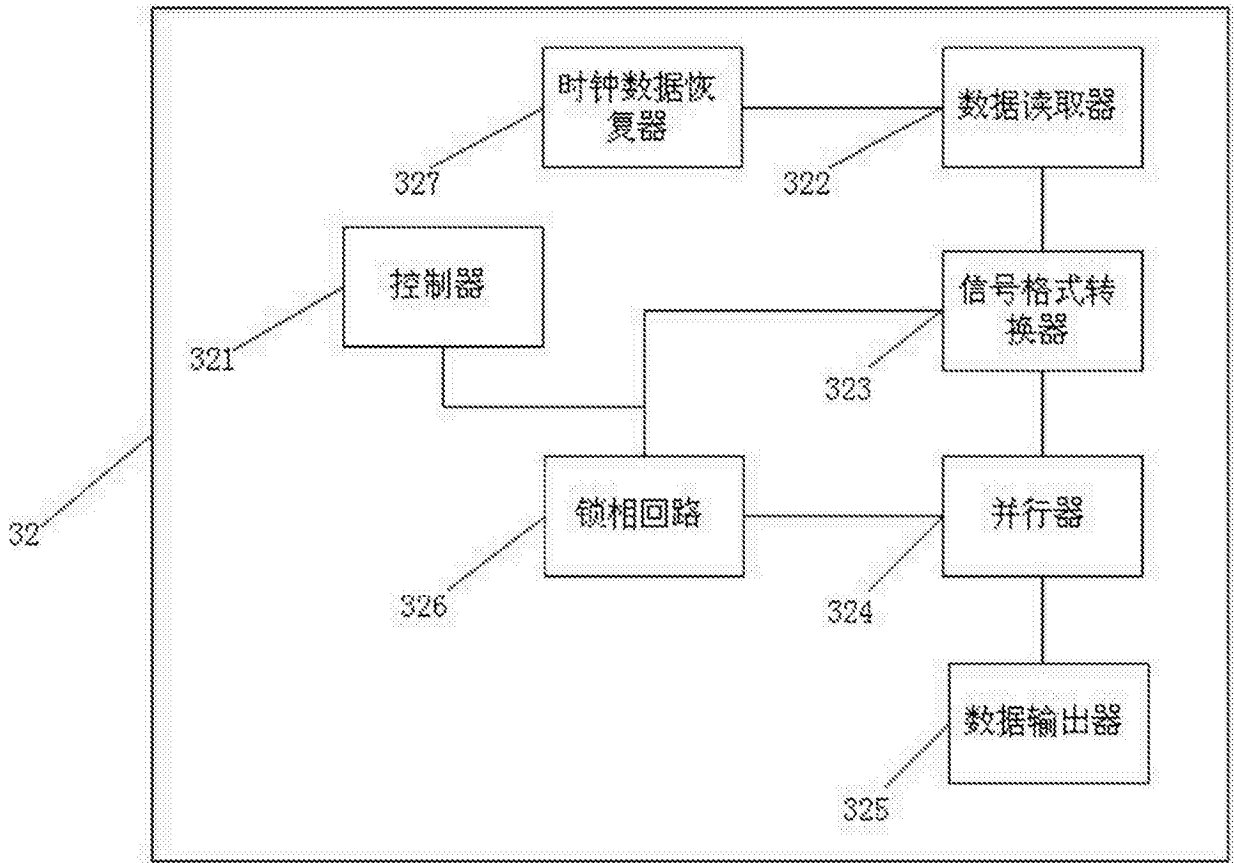 时钟数据恢
复器
数据读取器
327
322
控制器
信号格式转
换器
321
323
32
锁相回路
并行器
326
324
数据输出器
325